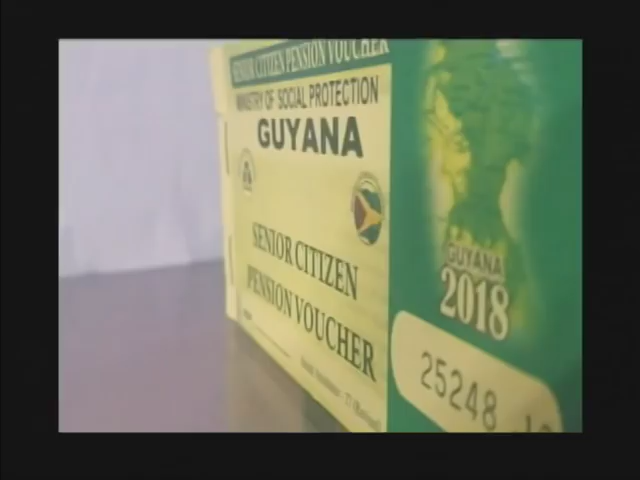 SENIOR CITIZEN PENSION VOUCHER
MINISTRY OF SOCIAL PROTECTION
GUYANA
SENIOR CITIZEN
PENSION VOUCHER
GUYANA
2018
25248